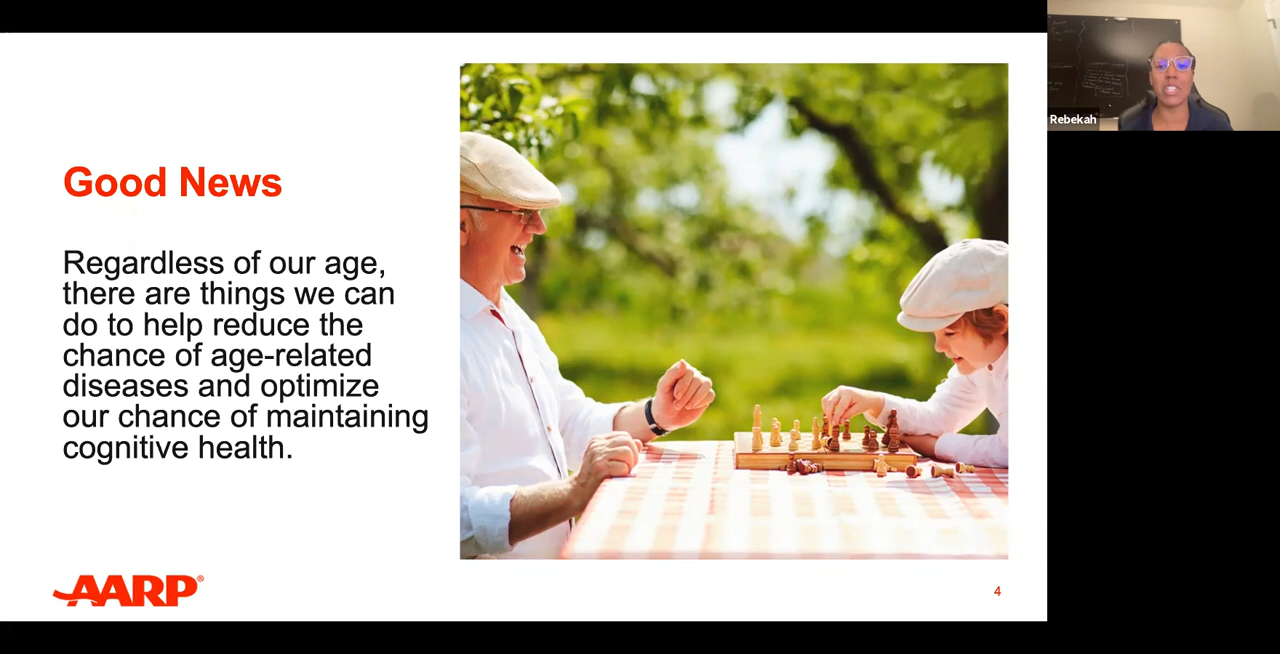 Good News
Regardless of our age,
there are things we can
do to help reduce the
chance of age-related
diseases and optimize
our chance of maintaining
cognitive health.
AARP®
4
Rebekah